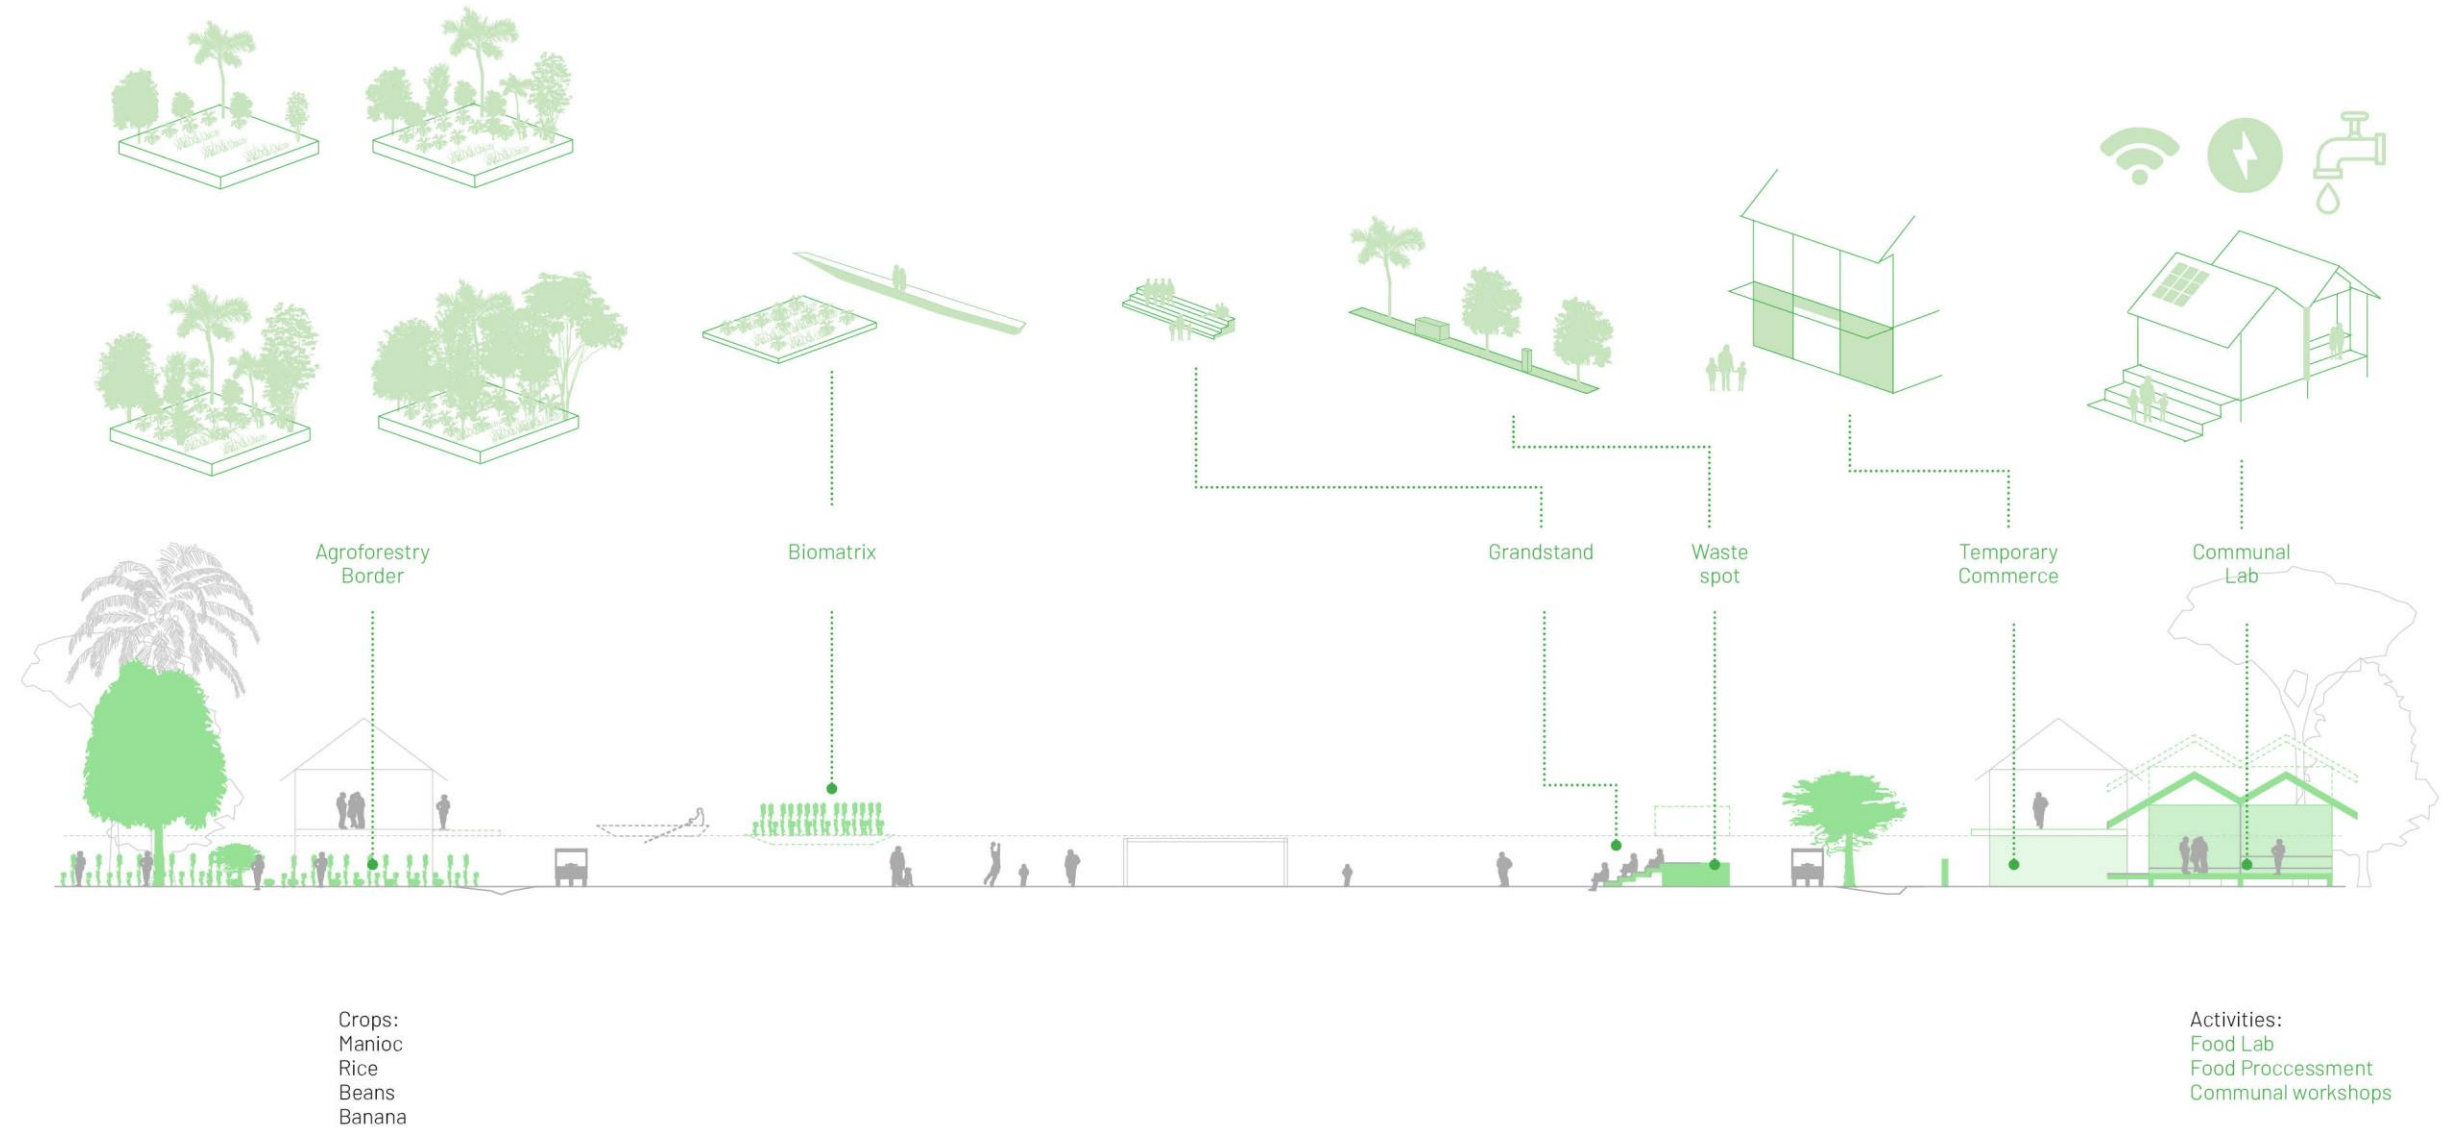 Agroforestry
Border
Biomatrix
Grandstand
Waste
spot
Temporary
Commerce
Communal
Lab
Crops:
Manioc
Rice
Beans
Banana
Activities:
Food Lab
Food Proccessment
Communal workshops